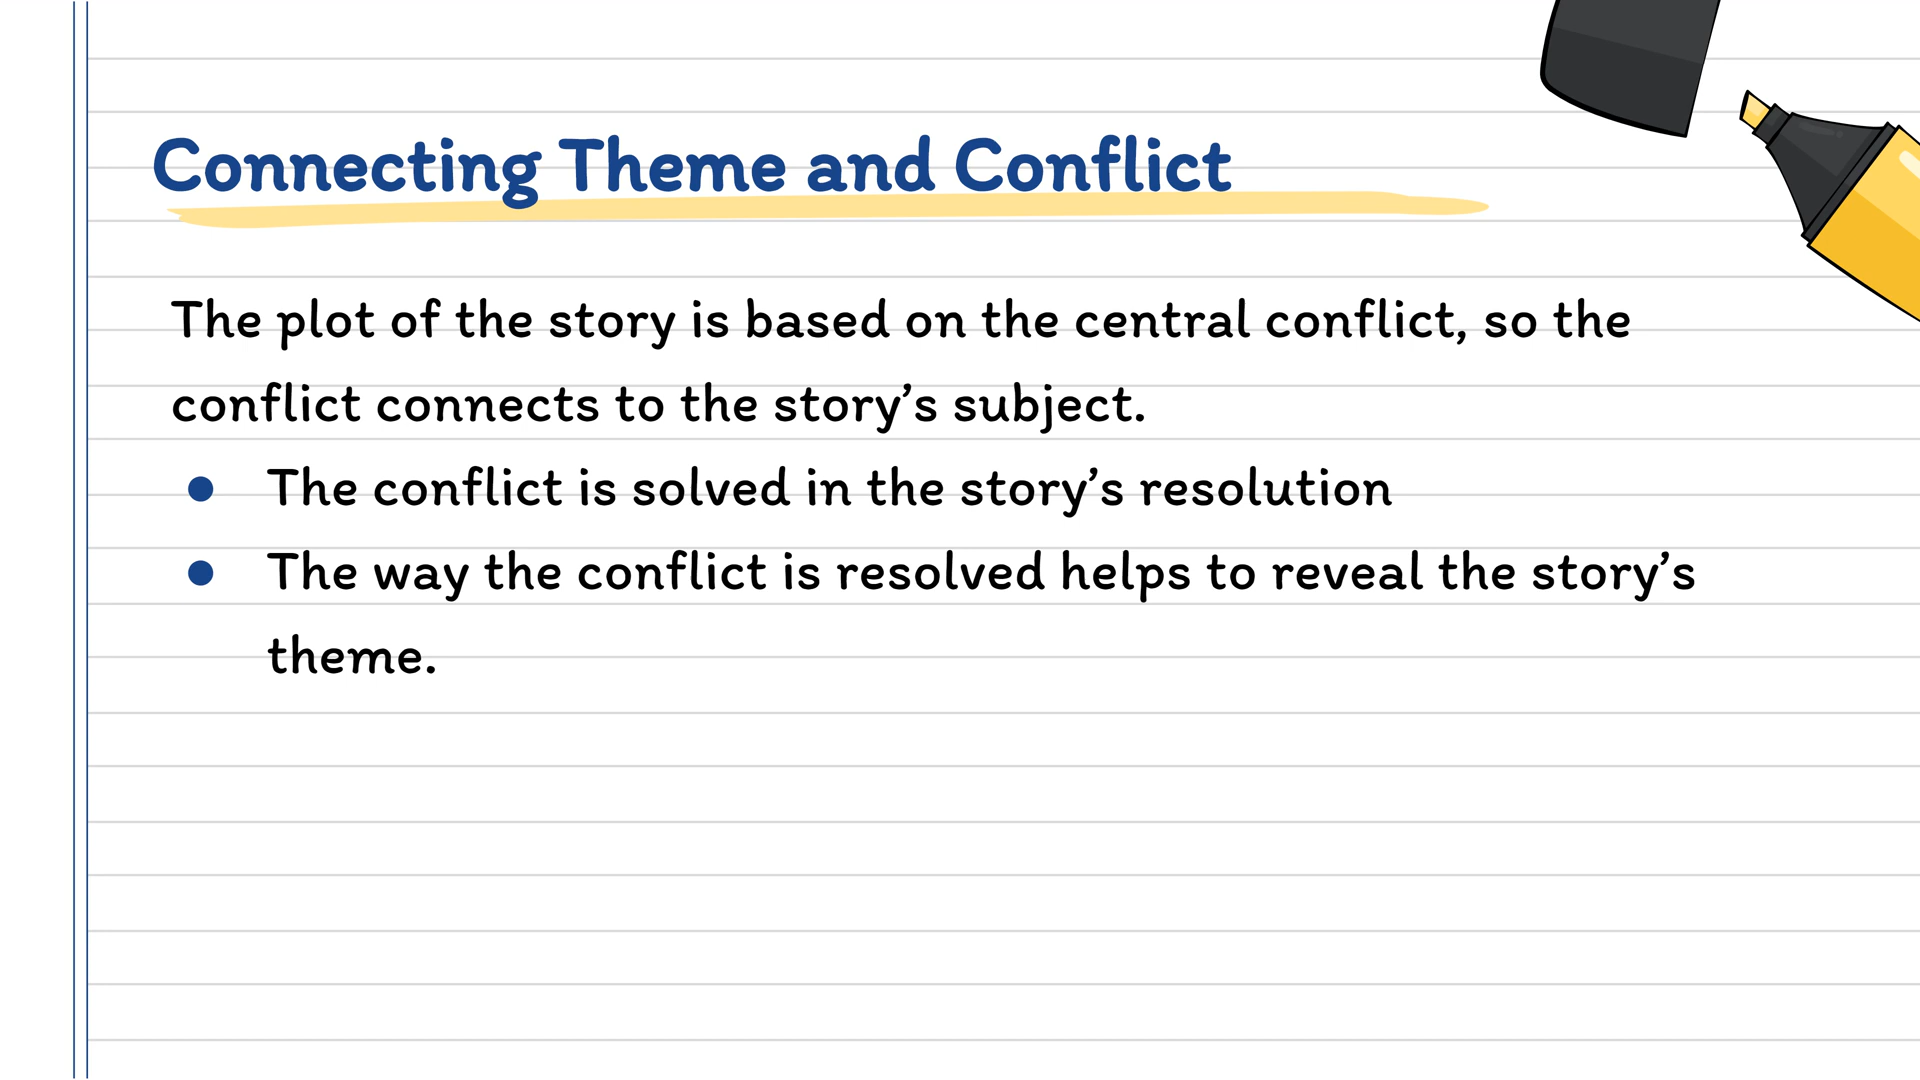 Connecting Theme and Conflict
The plot of the story is based on the central conflict, so the
conflict connects to the story’s subject.
● The conflict is solved in the story’s resolution
● The way the conflict is resolved helps to reveal the story’s
theme.